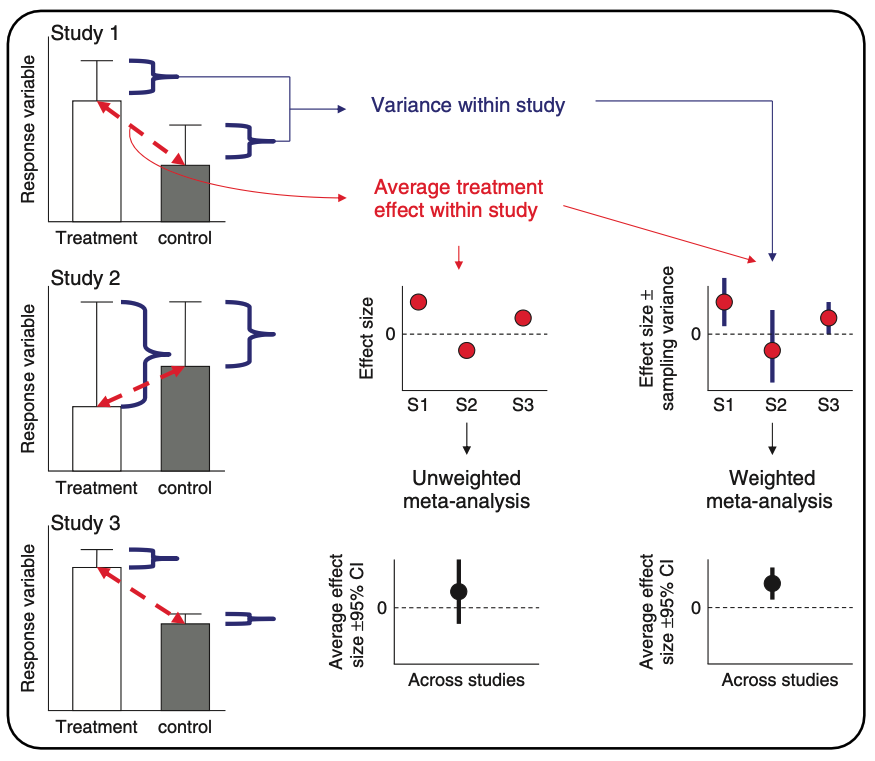 Study 1
Response variable
Treatment
control
Variance within study
Average treatment
effect within study
Study 2
Response variable
Treatment
control
Effect size
0
S1
S2
S3
Effect size ±
sampling variance
0
S1
S2
S3
Unweighted
meta-analysis
Weighted
meta-analysis
Study 3
Response variable
Treatment
control
Average effect
size ±95% CI
0
Across studies
Average effect
size ±95% CI
0
Across studies